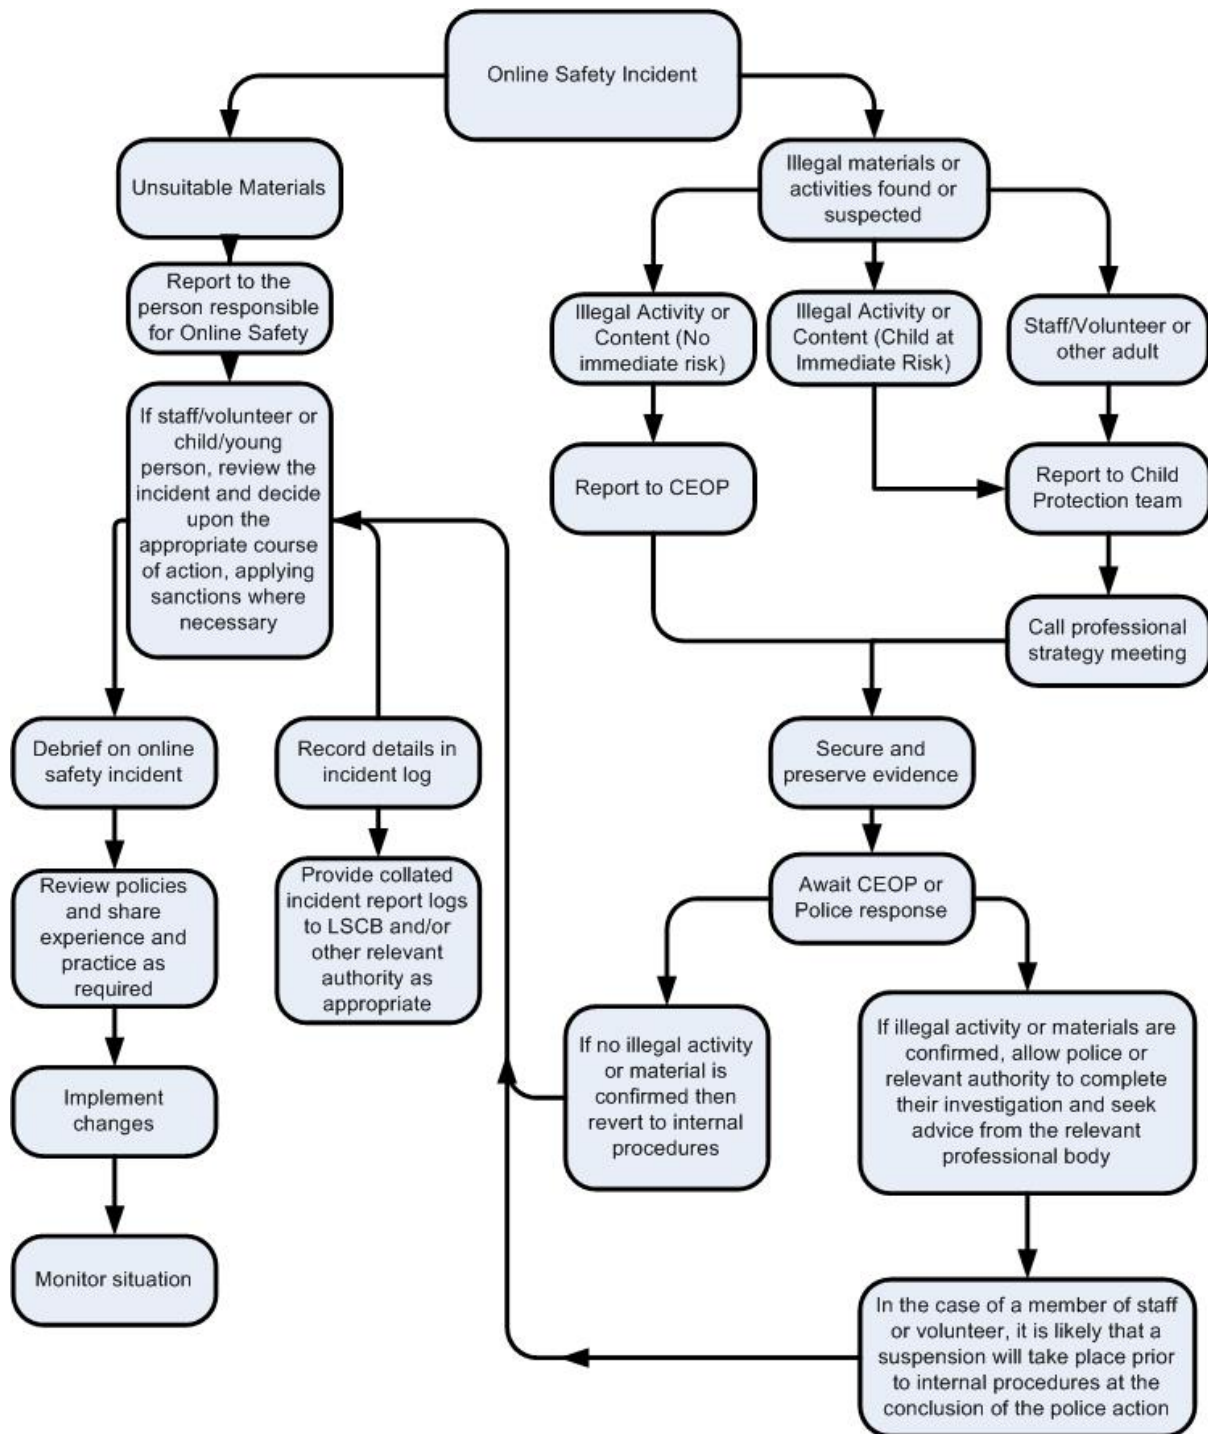 Online Safety Incident
Unsuitable Materials
Illegal materials or
activities found or
suspected
Report to the
person responsible
for Online Safety
Illegal Activity or
Content (No
immediate risk)
Illegal Activity or
Content (Child at
Immediate Risk)
Staff/Volunteer or
other adult
If staff/volunteer or
child/young
person, review the
incident and decide
upon the
appropriate course
of action, applying
sanctions where
necessary
Report to CEOP
Report to Child
Protection team
Call professional
strategy meeting
Debrief on online
safety incident
Record details in
incident log
Secure and
preserve evidence
Review policies
and share
experience and
practice as
required
Provide collated
incident report logs
to LSCB and/or
other relevant
authority as
appropriate
Await CEOP or
Police response
If no illegal activity
or material is
confirmed then
revert to internal
procedures
If illegal activity or materials are
confirmed, allow police or
relevant authority to complete
their investigation and seek
advice from the relevant
professional body
Implement
changes
Monitor situation
In the case of a member of staff
or volunteer, it is likely that a
suspension will take place prior
to internal procedures at the
conclusion of the police action